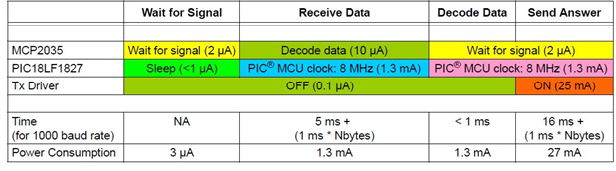 Wait for Signal Receive Data Decode Data Send Answer
MCP2035 Wait for signal (2 µA) Decode data (10 µA) Wait for signal (2 µA)
PIC18LF1827 Sleep (<1 µA) PIC® MCU clock: 8 MHz (1.3 mA) PIC® MCU clock: 8 MHz (1.3 mA)
Tx Driver OFF (0.1 µA) ON (25 mA)
Time NA 5 ms + < 1 ms 16 ms +
(for 1000 baud rate) (1 ms * Nbytes) (1 ms * Nbytes)
Power Consumption 3 µA 1.3 mA 1.3 mA 27 mA